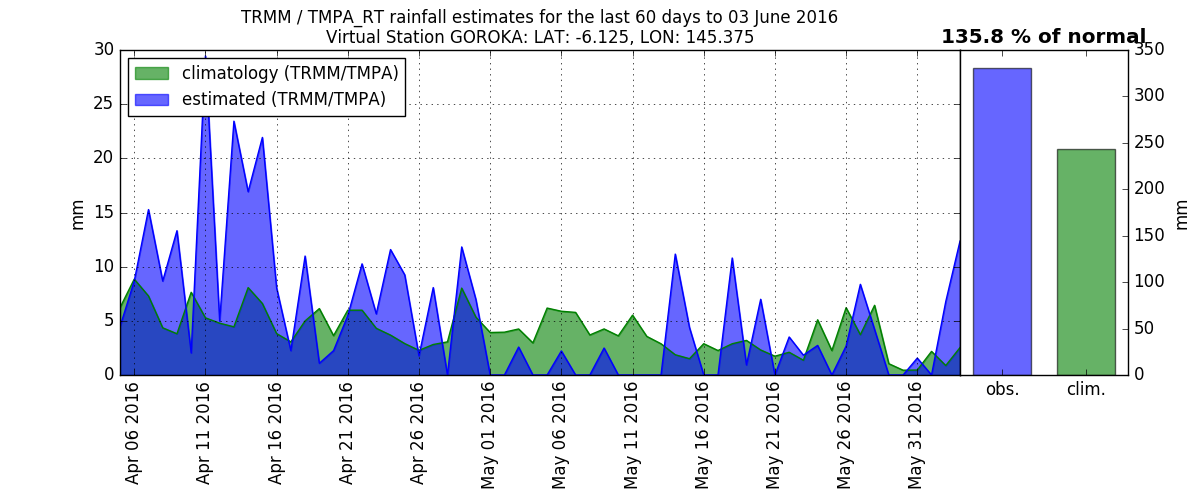 TRMM / TMPA_RT rainfall estimates for the last 60 days to 03 June 2016
Virtual Station GOROKA: LAT: -6.125, LON: 145.375
135.8 % of normal
climatology (TRMM/TMPA)
estimated (TRMM/TMPA)
30
25
20
15
10
5
0
mm
350
300
250
200
150
100
50
0
mm
Apr 06 2016
Apr 11 2016
Apr 16 2016
Apr 21 2016
Apr 26 2016
May 01 2016
May 06 2016
May 11 2016
May 16 2016
May 21 2016
May 26 2016
May 31 2016
obs.
clim.